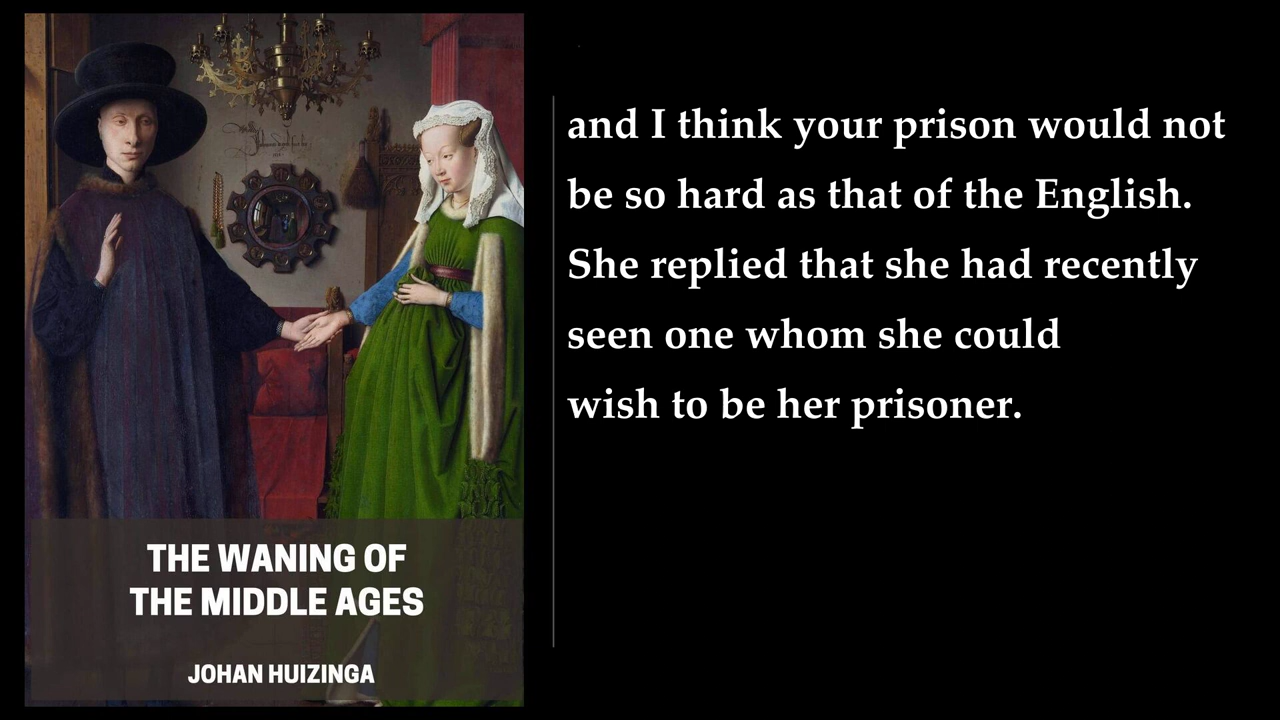 THE WANING OF
THE MIDDLE AGES
JOHAN HUIZINGA
and I think your prison would not
be so hard as that of the English.
She replied that she had recently
seen one whom she could
wish to be her prisoner.